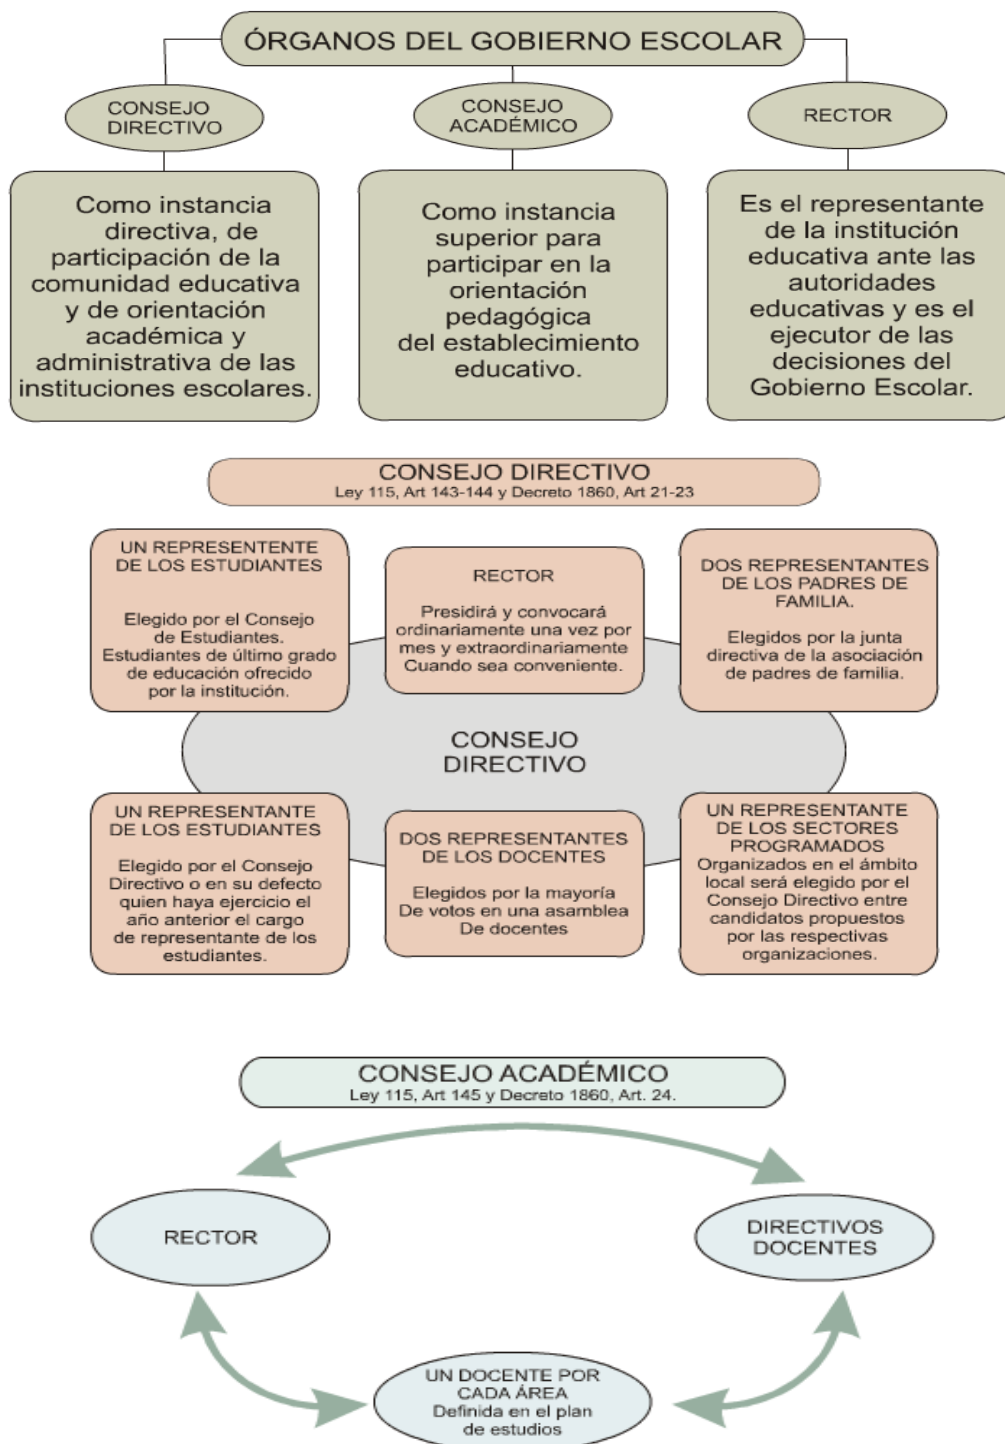 ÓRGANOS DEL GOBIERNO ESCOLAR
CONSEJO
DIRECTIVO
Como instancia
directiva, de
participación de la
comunidad educativa
y de orientación
académica y
administrativa de las
instituciones escolares.
CONSEJO
ACADÉMICO
Como instancia
superior para
participar en la
orientación
pedagógica
del establecimiento
educativo.
RECTOR
Es el representante
de la institución
educativa ante las
autoridades
educativas y es el
ejecutor de las
decisiones del
Gobierno Escolar.
CONSEJO DIRECTIVO
Ley 115, Art 143-144 y Decreto 1860, Art 21-23
UN REPRESENTENTE
DE LOS ESTUDIANTES
Elegido por el Consejo
de Estudiantes.
Estudiantes de último grado
de educación ofrecido
por la institución.
RECTOR
Presidirá y convocará
ordinariamente una vez por
mes y extraordinariamente
Cuando sea conveniente.
DOS REPRESENTANTES
DE LOS PADRES DE
FAMILIA.
Elegidos por la junta
directiva de la asociación
de padres de familia.
CONSEJO
DIRECTIVO
UN REPRESENTANTE
DE LOS ESTUDIANTES
Elegido por el Consejo
Directivo o en su defecto
quien haya ejercicio el
año anterior el cargo
de representante de los
estudiantes.
DOS REPRESENTANTES
DE LOS DOCENTES
Elegidos por la mayoría
De votos en una asamblea
De docentes
UN REPRESENTANTE
DE LOS SECTORES
PROGRAMADOS
Organizados en el ámbito
local será elegido por el
Consejo Directivo entre
candidatos propuestos
por las respectivas
organizaciones.
CONSEJO ACADÉMICO
Ley 115, Art 145 y Decreto 1860, Art. 24.
RECTOR
DIRECTIVOS
DOCENTES
UN DOCENTE POR
CADA ÁREA
Definida en el plan
de estudios